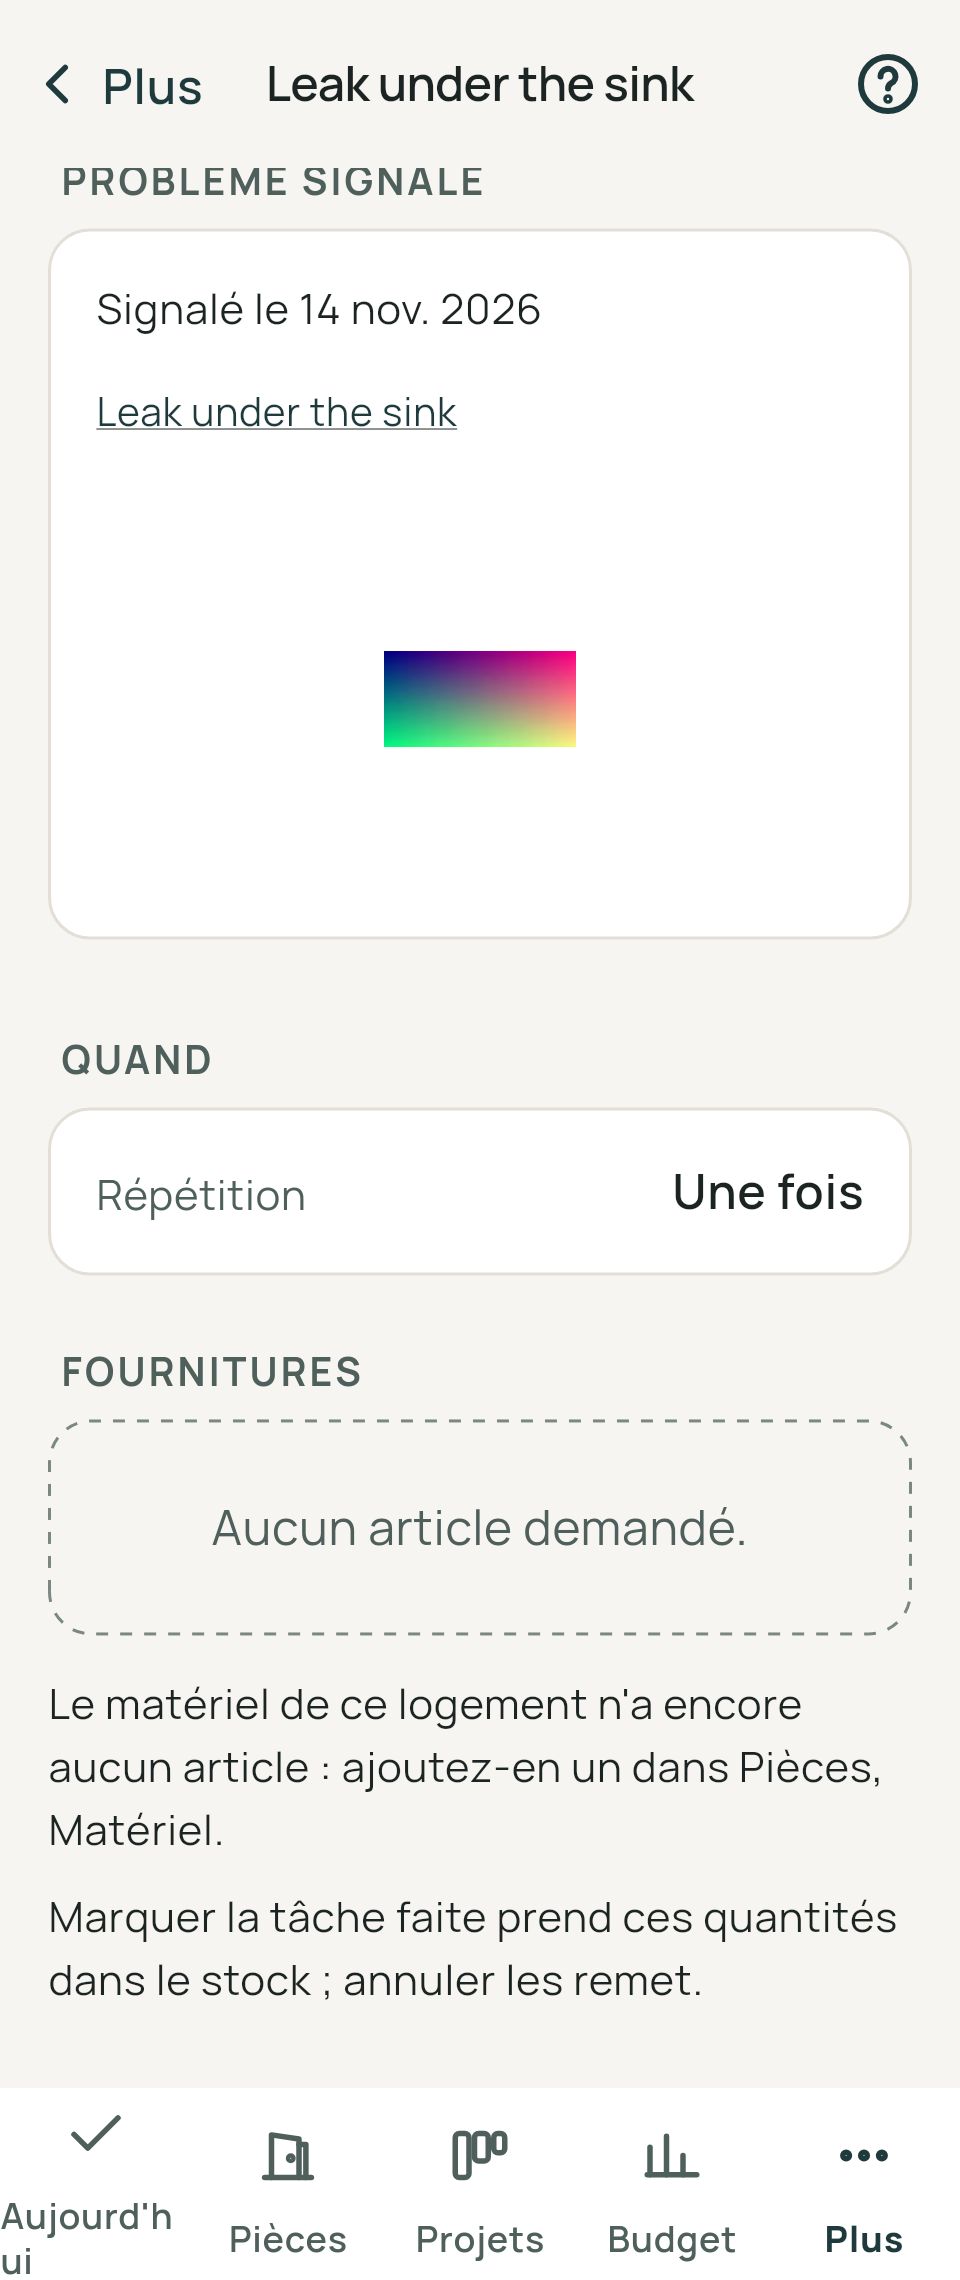 Plus
Leak under the sink
PROBLEME SIGNALE
Signalé le 14 nov. 2026
Leak under the sink
QUAND
Répétition
Une fois
FOURNITURES
Aucun article demandé.
Le matériel de ce logement n'a encore
aucun article : ajoutez-en un dans Pièces,
Matériel.
Marquer la tâche faite prend ces quantités
dans le stock ; annuler les remet.
Aujourd'h
ui
Pièces
Projets
Budget
Plus